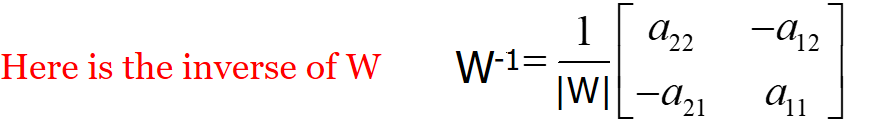 Here is the inverse of W W⁻¹= 1/|W| [a₂₂ -a₁₂
-a₂₁ a₁₁]